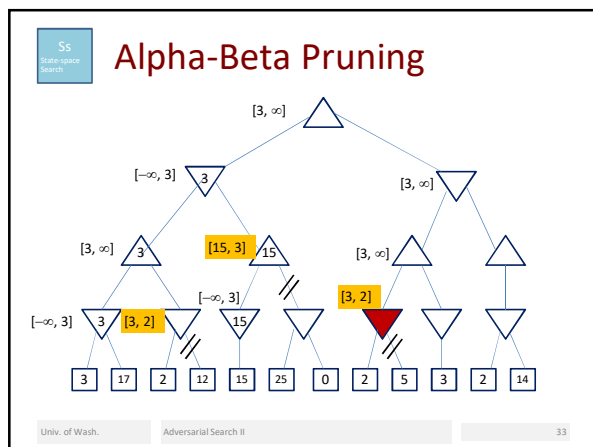 Ss
State-space
Search
Alpha-Beta Pruning
[3, ∞]
[−∞, 3]
3
[3, ∞]
[3, ∞]
3
[15, 3]
15
[3, ∞]
[−∞, 3]
3
[3, 2]
[−∞, 3]
15
[3, 2]
3 17 2 12 15 25 0 2 5 3 2 14
Univ. of Wash. Adversarial Search II 33